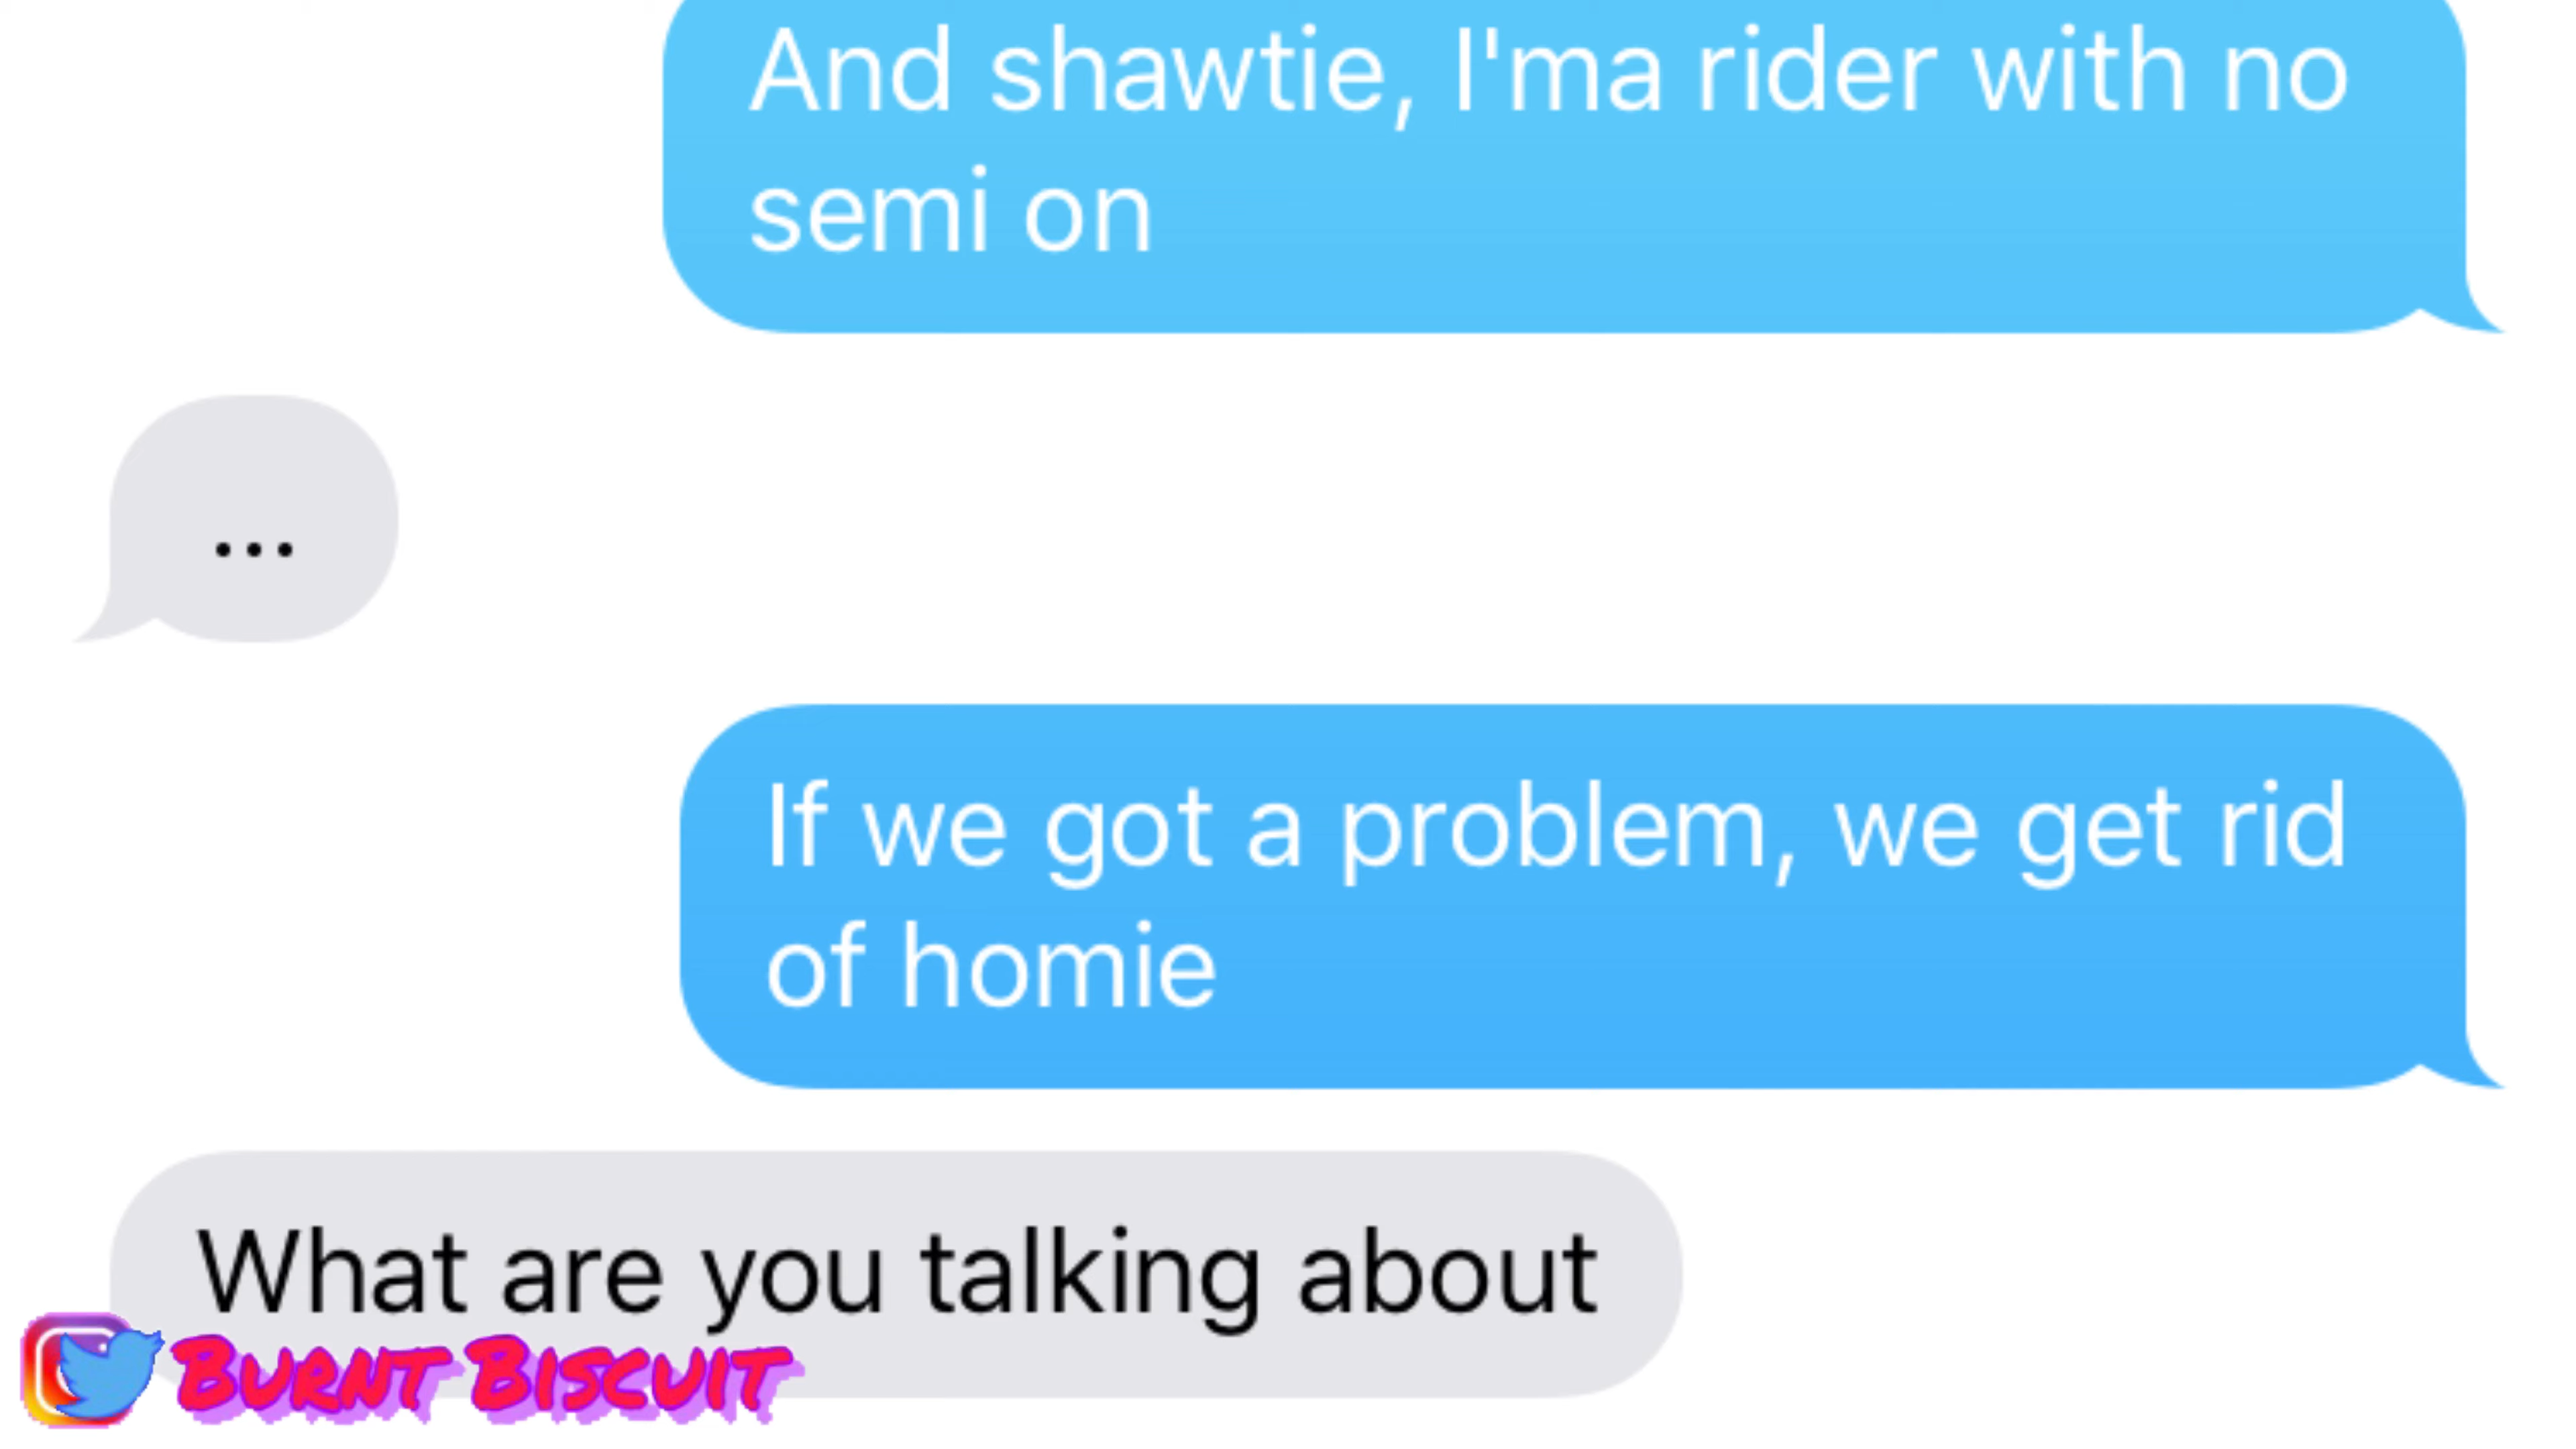 And shawtie, I'ma rider with no
semi on
...
If we got a problem, we get rid
of homie
What are you talking about
BURNT BISCUIT